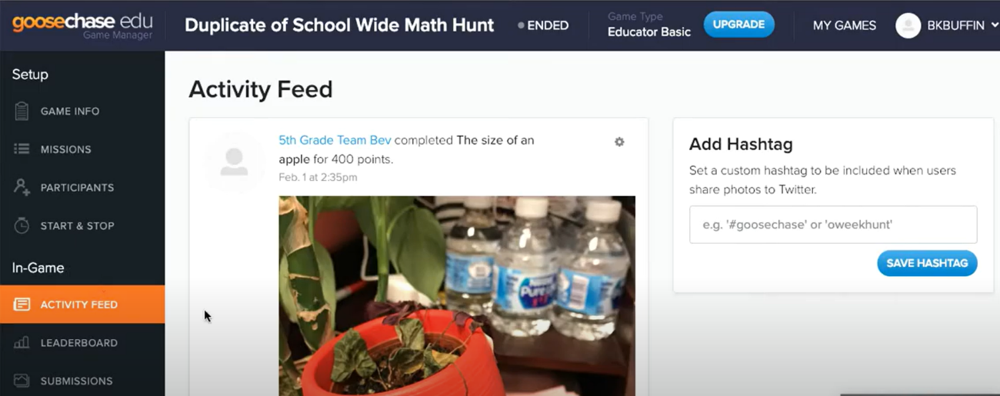 goosechase edu
Game Manager
Duplicate of School Wide Math Hunt
ENDED
Game Type
Educator Basic
UPGRADE
MY GAMES
BKBUFFIN
Setup
GAME INFO
MISSIONS
PARTICIPANTS
START & STOP
In-Game
ACTIVITY FEED
LEADERBOARD
SUBMISSIONS
Activity Feed
5th Grade Team Bev completed The size of an
apple for 400 points.
Feb. 1 at 2:35pm
Add Hashtag
Set a custom hashtag to be included when users
share photos to Twitter.
e.g. '#goosechase' or 'oweekhunt'
SAVE HASHTAG